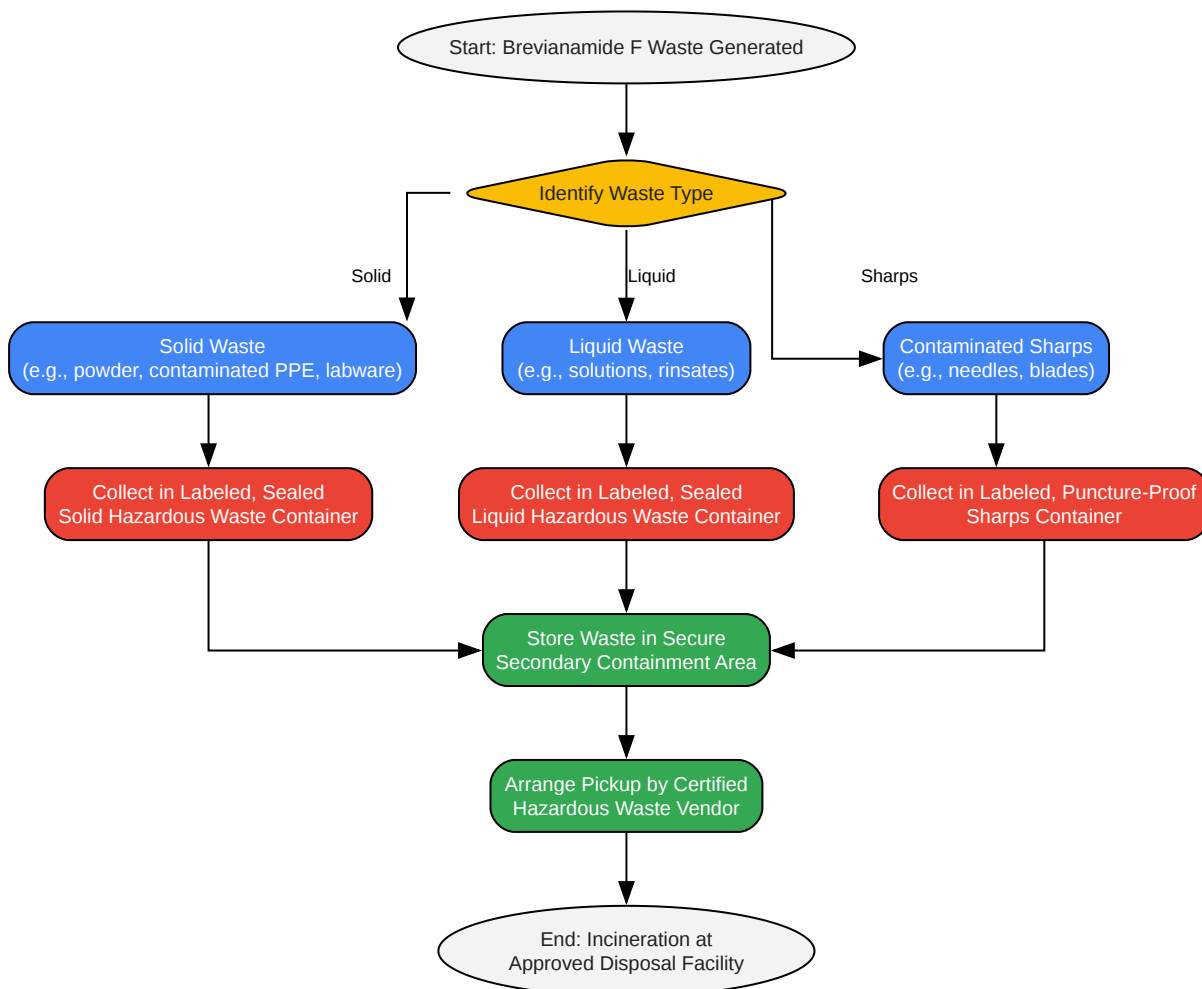 Start: Brevianamide F Waste Generated
Identify Waste Type
Solid
Liquid
Sharps
Solid Waste
(e.g., powder, contaminated PPE, labware)
Liquid Waste
(e.g., solutions, rinsates)
Contaminated Sharps
(e.g., needles, blades)
Collect in Labeled, Sealed
Solid Hazardous Waste Container
Collect in Labeled, Sealed
Liquid Hazardous Waste Container
Collect in Labeled, Puncture-Proof
Sharps Container
Store Waste in Secure
Secondary Containment Area
Arrange Pickup by Certified
Hazardous Waste Vendor
End: Incineration at
Approved Disposal Facility